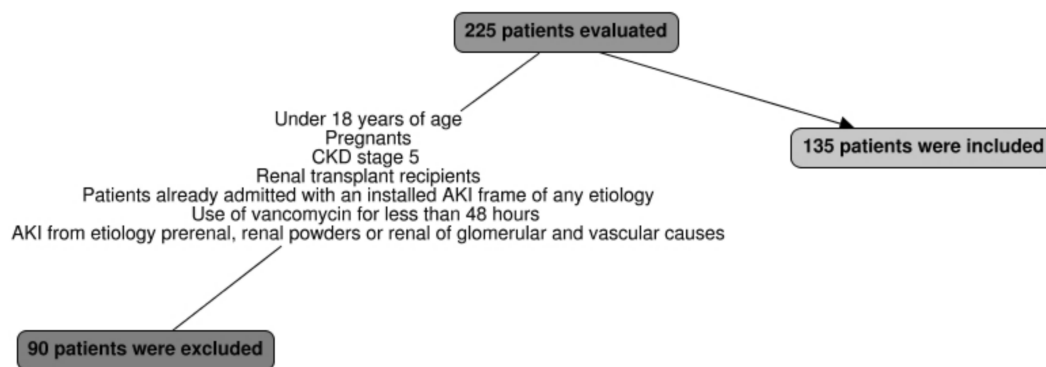 225 patients evaluated
Under 18 years of age
Pregnants
CKD stage 5
Renal transplant recipients
Patients already admitted with an installed AKI frame of any etiology
Use of vancomycin for less than 48 hours
AKI from etiology prerenal, renal powders or renal of glomerular and vascular causes
135 patients were included
90 patients were excluded